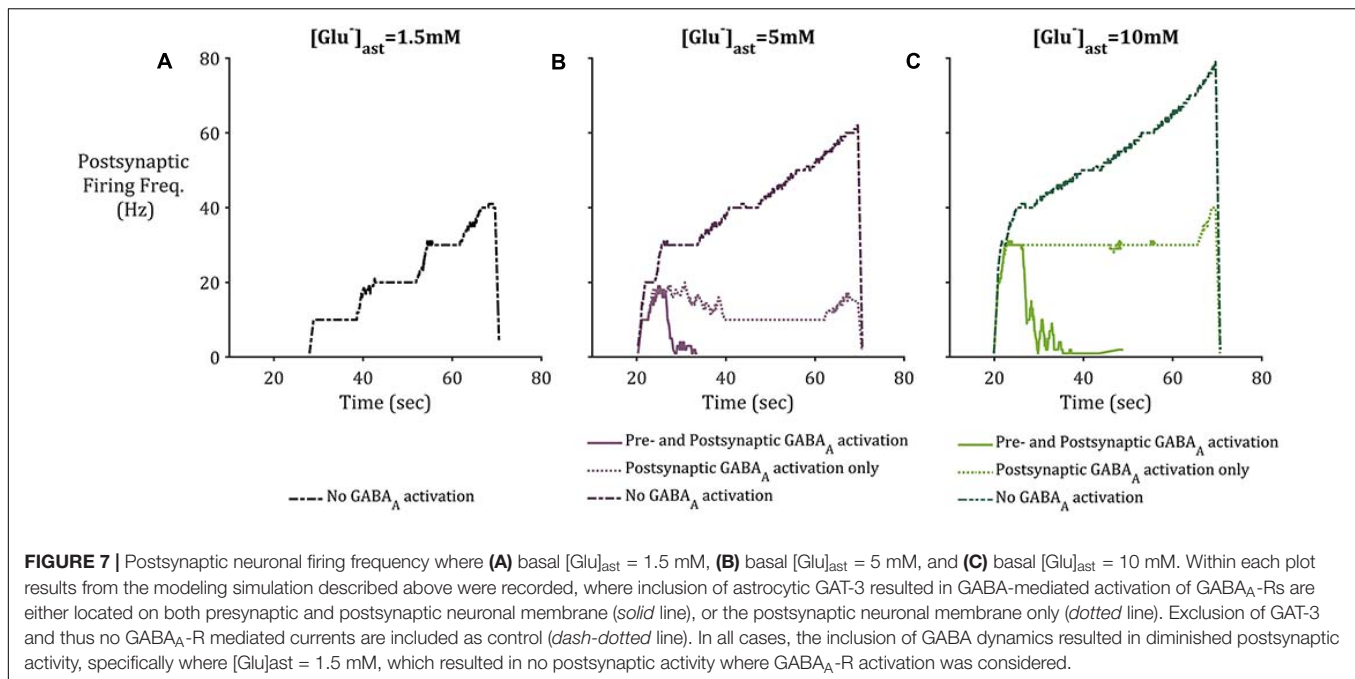 [Glu⁻]ast=1.5mM
[Glu⁻]ast=5mM
[Glu⁻]ast=10mM
A
B
C
Postsynaptic
Firing Freq.
(Hz)
80
60
40
20
0
20 40 60 80
Time (sec)
20 40 60 80
Time (sec)
20 40 60 80
Time (sec)
No GABAA activation
Pre- and Postsynaptic GABAA activation
Postsynaptic GABAA activation only
No GABAA activation
Pre- and Postsynaptic GABAA activation
Postsynaptic GABAA activation only
No GABAA activation
FIGURE 7 | Postsynaptic neuronal firing frequency where (A) basal [Glu]ast = 1.5 mM, (B) basal [Glu]ast = 5 mM, and (C) basal [Glu]ast = 10 mM. Within each plot
results from the modeling simulation described above were recorded, where inclusion of astrocytic GAT-3 resulted in GABA-mediated activation of GABAA-Rs are
either located on both presynaptic and postsynaptic neuronal membrane (solid line), or the postsynaptic neuronal membrane only (dotted line). Exclusion of GAT-3
and thus no GABAA-R mediated currents are included as control (dash-dotted line). In all cases, the inclusion of GABA dynamics resulted in diminished postsynaptic
activity, specifically where [Glu]ast = 1.5 mM, which resulted in no postsynaptic activity where GABAA-R activation was considered.